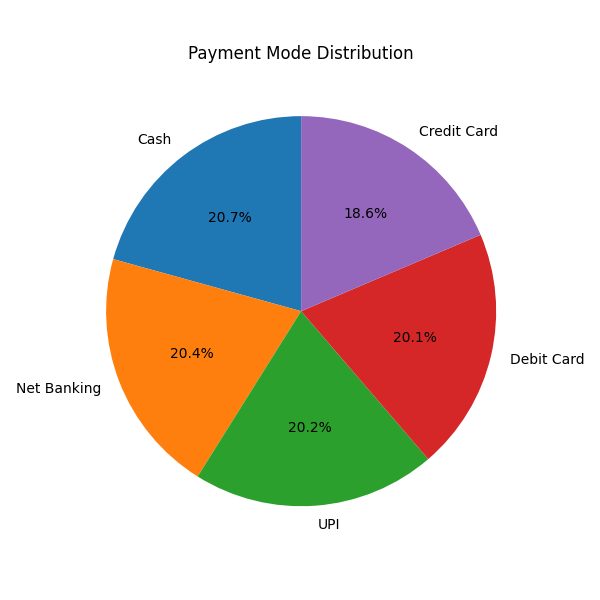 Payment Mode Distribution
Cash
20.7%
Credit Card
18.6%
Net Banking
20.4%
Debit Card
20.1%
UPI
20.2%